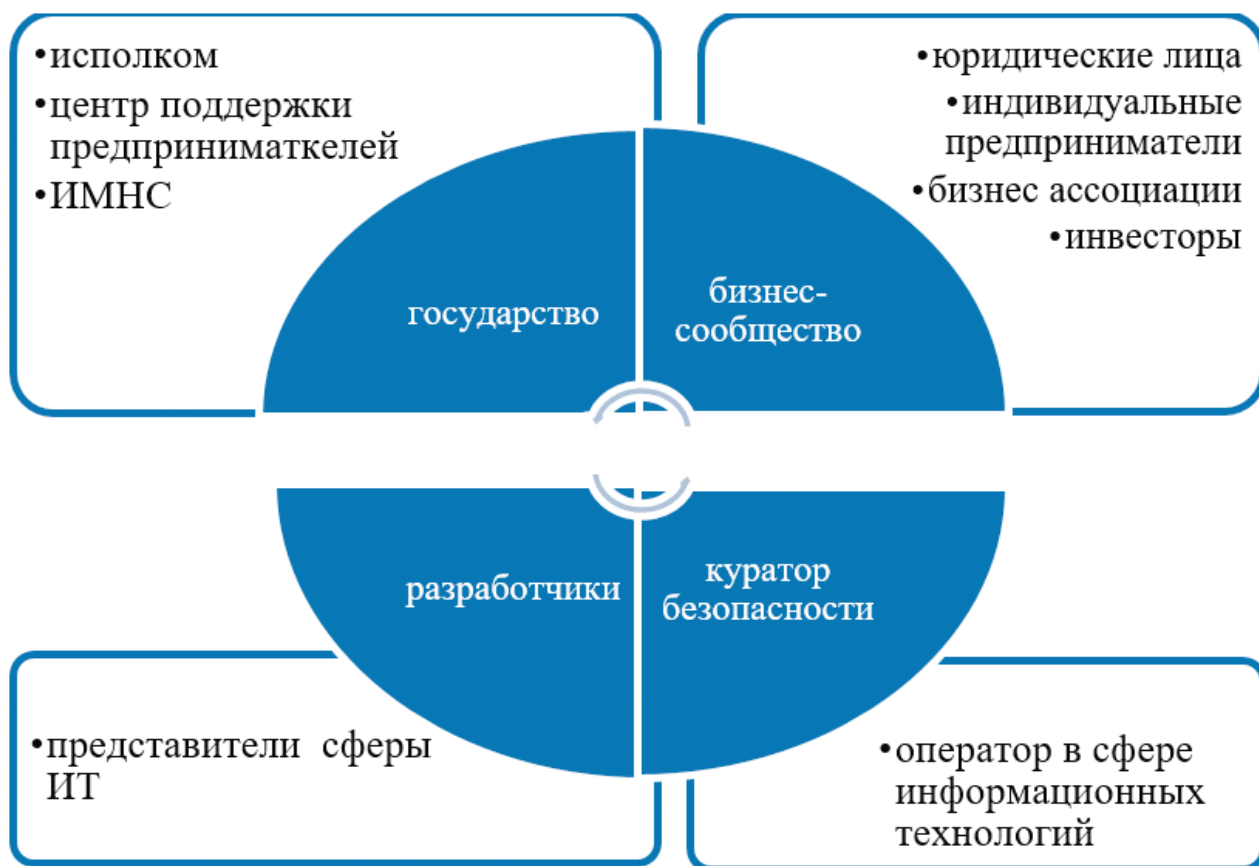 •исполком
•центр поддержки
предприниматкелей
•ИМНС
•юридические лица
•индивидуальные
предприниматели
•бизнес ассоциации
•инвесторы
государство
бизнес-
сообщество
разработчики
куратор
безопасности
•представители сферы
ИТ
•оператор в сфере
информационных
технологий